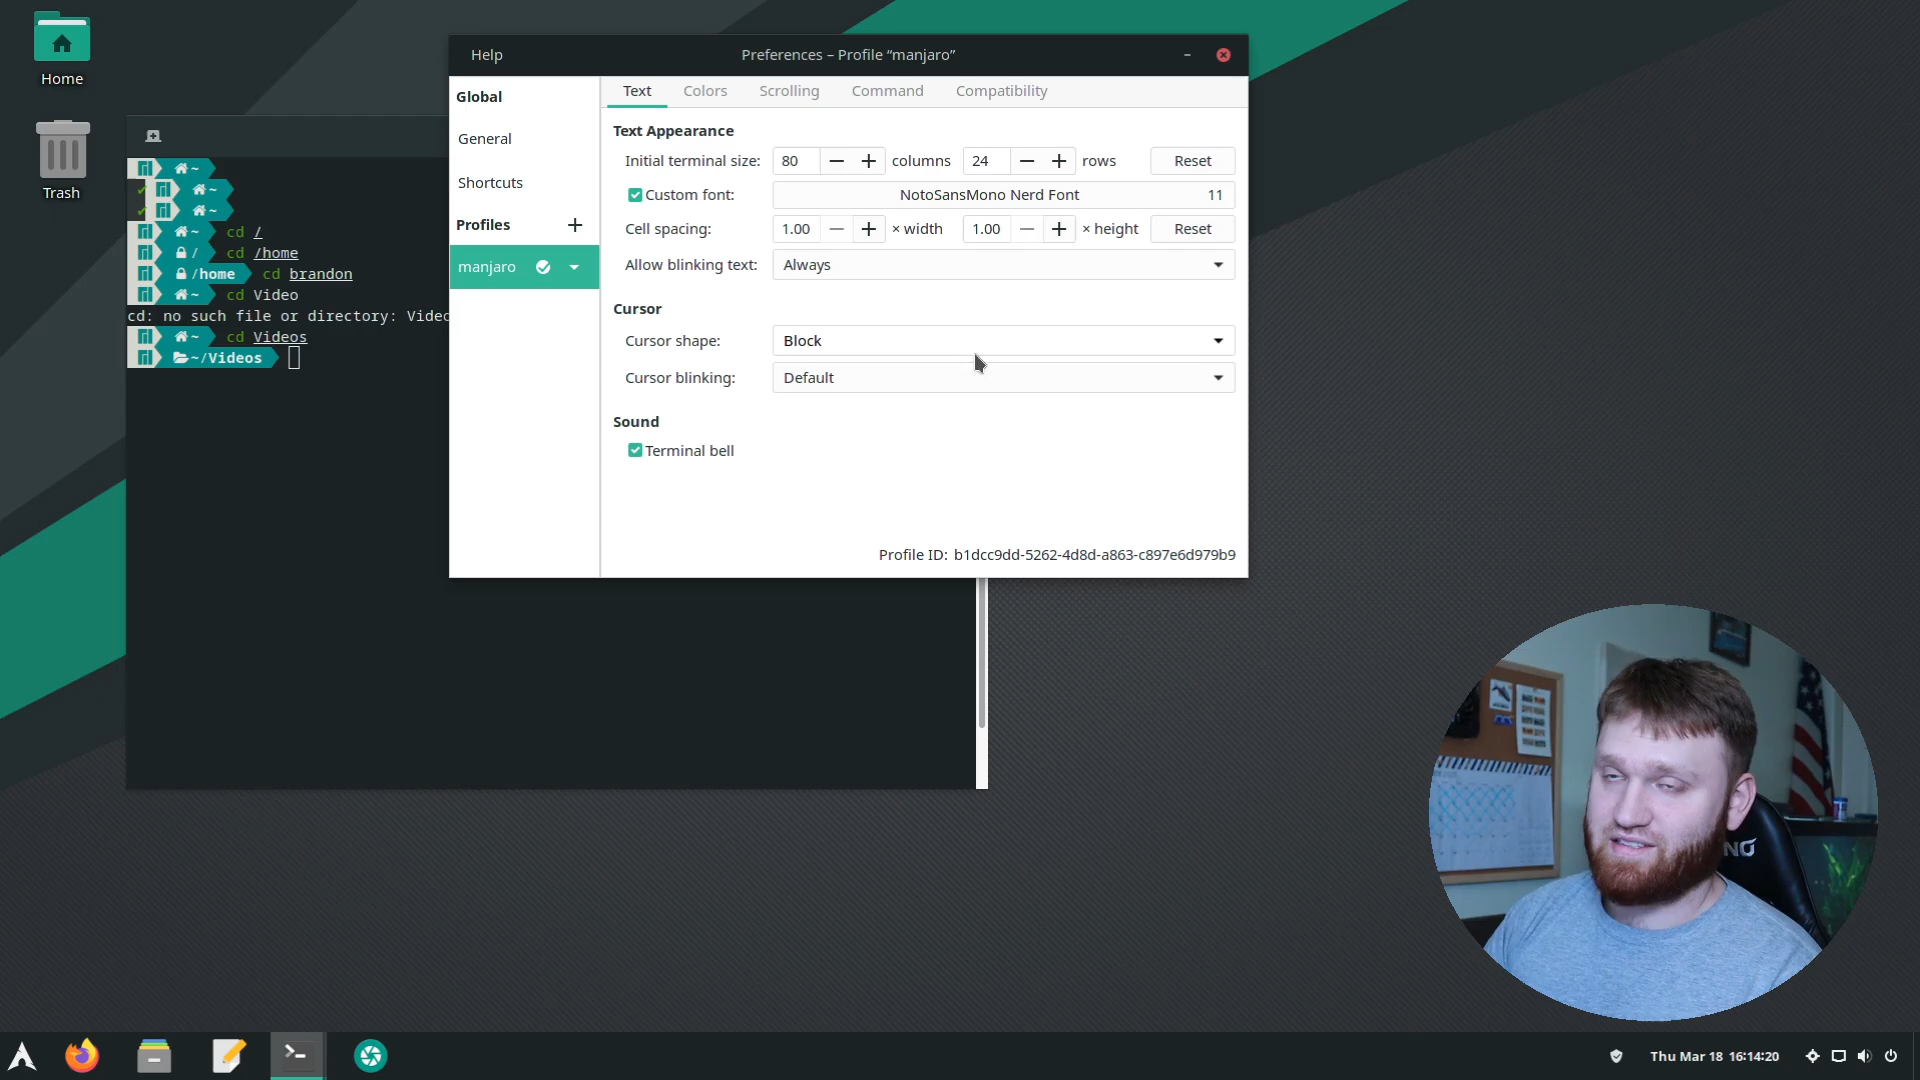 Home
Trash
Help
Preferences – Profile “manjaro”
Global
General
Shortcuts
Profiles
manjaro
Text Colors Scrolling Command Compatibility
Text Appearance
Initial terminal size: 80 columns 24 rows Reset
Custom font: NotoSansMono Nerd Font 11
Cell spacing: 1.00 × width 1.00 × height Reset
Allow blinking text: Always
Cursor
Cursor shape: Block
Cursor blinking: Default
Sound
Terminal bell
Profile ID: b1dcc9dd-5262-4d8d-a863-c897e6d979b9
~
~
~
~ cd /
/ cd /home
/home cd brandon
~ cd Video
cd: no such file or directory: Video
~ cd Videos
~/Videos
Thu Mar 18 16:14:20